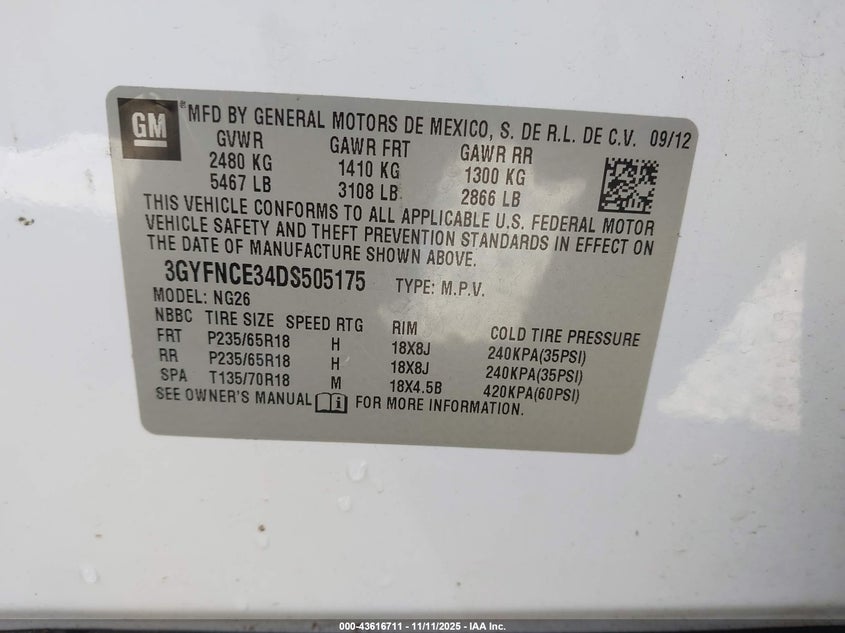 GM
® MFD BY GENERAL MOTORS DE MEXICO, S. DE R.L. DE C.V. 09/12
GVWR GAWR FRT GAWR RR
2480 KG 1410 KG 1300 KG
5467 LB 3108 LB 2866 LB
THIS VEHICLE CONFORMS TO ALL APPLICABLE U.S. FEDERAL MOTOR
VEHICLE SAFETY AND THEFT PREVENTION STANDARDS IN EFFECT ON
THE DATE OF MANUFACTURE SHOWN ABOVE.
3GYFNCE34DS505175 TYPE: M.P.V.
MODEL: NG26
NBBC TIRE SIZE SPEED RTG RIM COLD TIRE PRESSURE
FRT P235/65R18 H 18X8J 240KPA(35PSI)
RR P235/65R18 H 18X8J 240KPA(35PSI)
SPA T135/70R18 M 18X4.5B 420KPA(60PSI)
SEE OWNER'S MANUAL i FOR MORE INFORMATION.
000-43616711 - 11/11/2025 - IAA Inc.